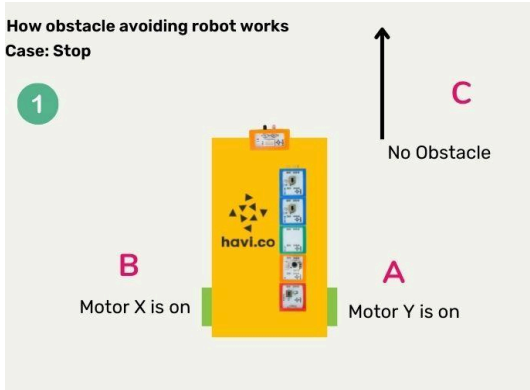 How obstacle avoiding robot works
Case: Stop
1
C
No Obstacle
havi.co
B
A
Motor X is on
Motor Y is on